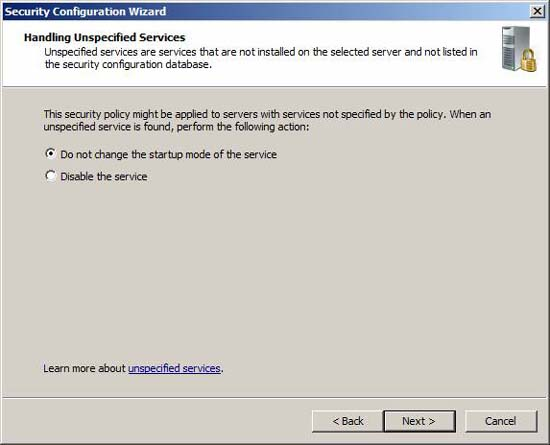 Security Configuration Wizard
Handling Unspecified Services
Unspecified services are services that are not installed on the selected server and not listed in
the security configuration database.
This security policy might be applied to servers with services not specified by the policy. When an
unspecified service is found, perform the following action:
Do not change the startup mode of the service
Disable the service
Learn more about unspecified services.
< Back
Next >
Cancel